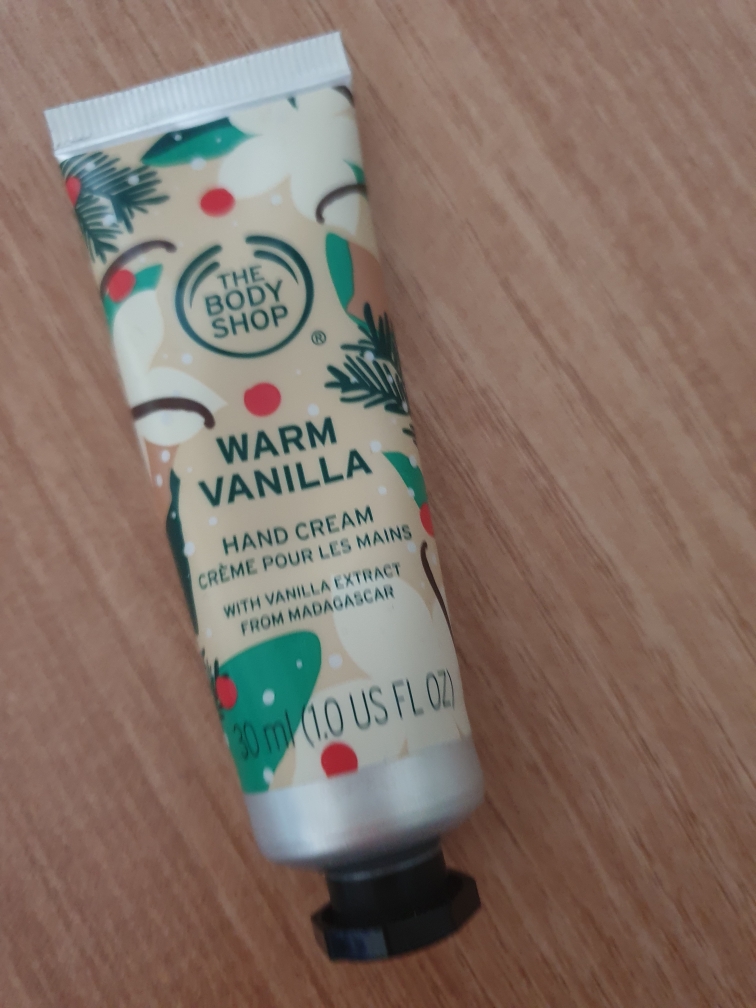 THE
BODY
SHOP
®
WARM
VANILLA
HAND CREAM
CRÈME POUR LES MAINS
WITH VANILLA EXTRACT
FROM MADAGASCAR
30 ml (1.0 US FL OZ)